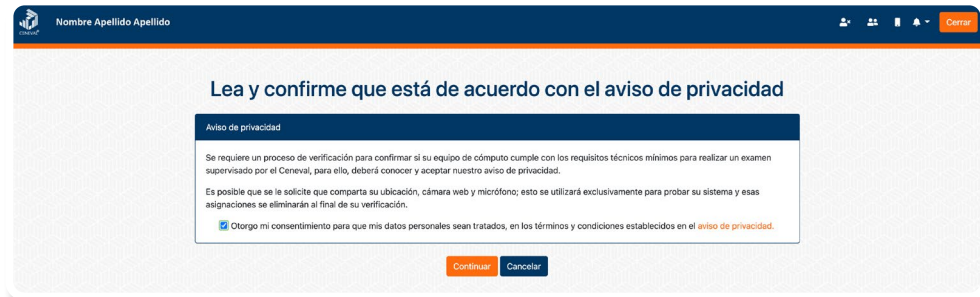 CENEVAL®
Nombre Apellido Apellido
Cerrar
Lea y confirme que está de acuerdo con el aviso de privacidad
Aviso de privacidad
Se requiere un proceso de verificación para confirmar si su equipo de cómputo cumple con los requisitos técnicos mínimos para realizar un examen
supervisado por el Ceneval, para ello, deberá conocer y aceptar nuestro aviso de privacidad.
Es posible que se le solicite que comparta su ubicación, cámara web y micrófono; esto se utilizará exclusivamente para probar su sistema y esas
asignaciones se eliminarán al final de su verificación.
Otorgo mi consentimiento para que mis datos personales sean tratados, en los términos y condiciones establecidos en el aviso de privacidad.
Continuar Cancelar